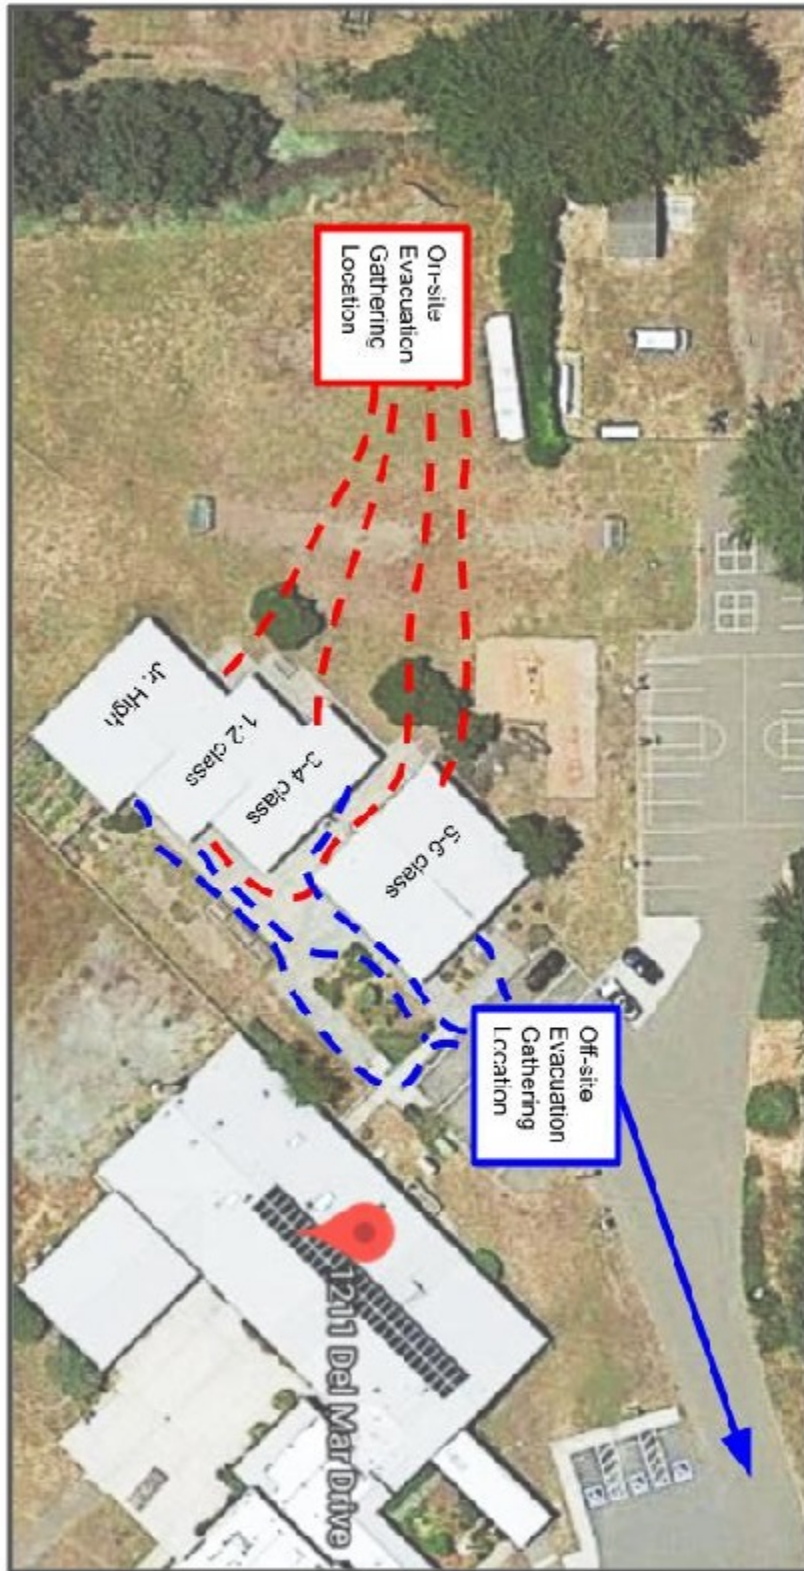 On-site
Evacuation
Gathering
Location
Jr. High
1-2 class
3-4 class
5-6 class
Off-site
Evacuation
Gathering
Location
1211 Del Mar Drive